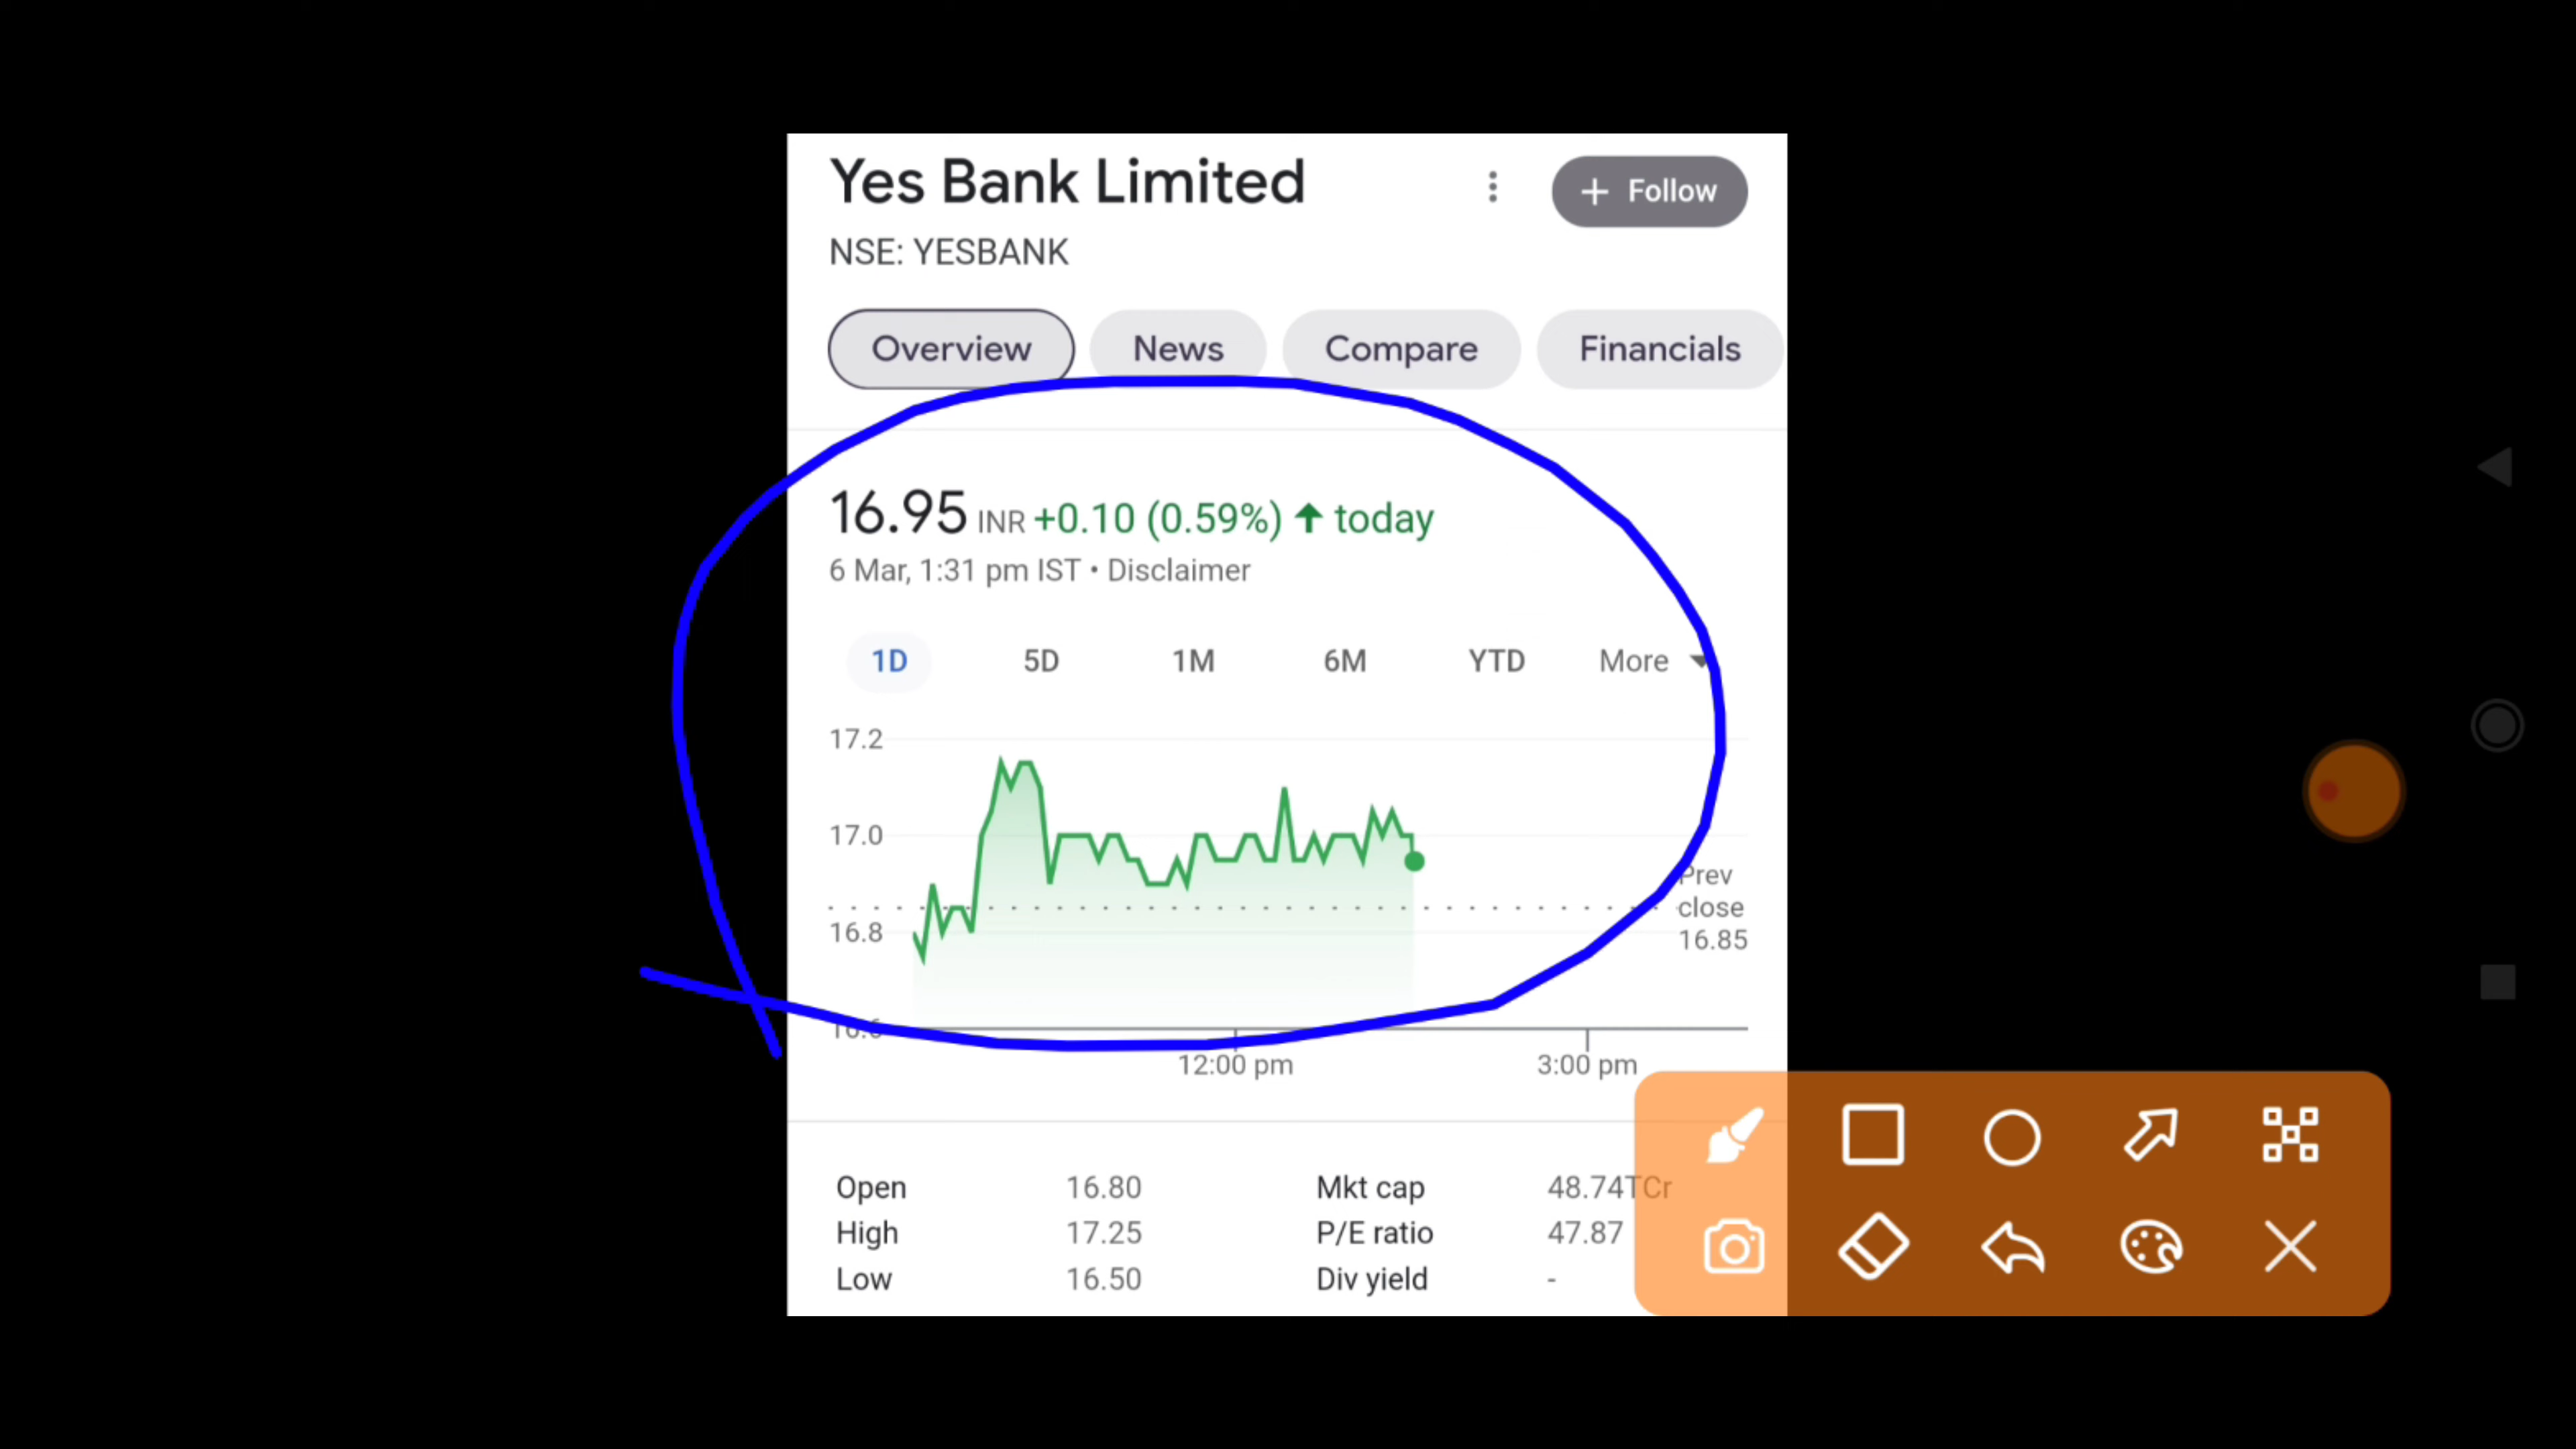 Yes Bank Limited
+ Follow
NSE: YESBANK
Overview News Compare Financials
16.95 INR +0.10 (0.59%) ↑ today
6 Mar, 1:31 pm IST • Disclaimer
1D 5D 1M 6M YTD More
17.2
17.0
Prev
close
16.85
16.8
16.6
12:00 pm 3:00 pm
Open 16.80 Mkt cap 48.74TCr
High 17.25 P/E ratio 47.87
Low 16.50 Div yield -